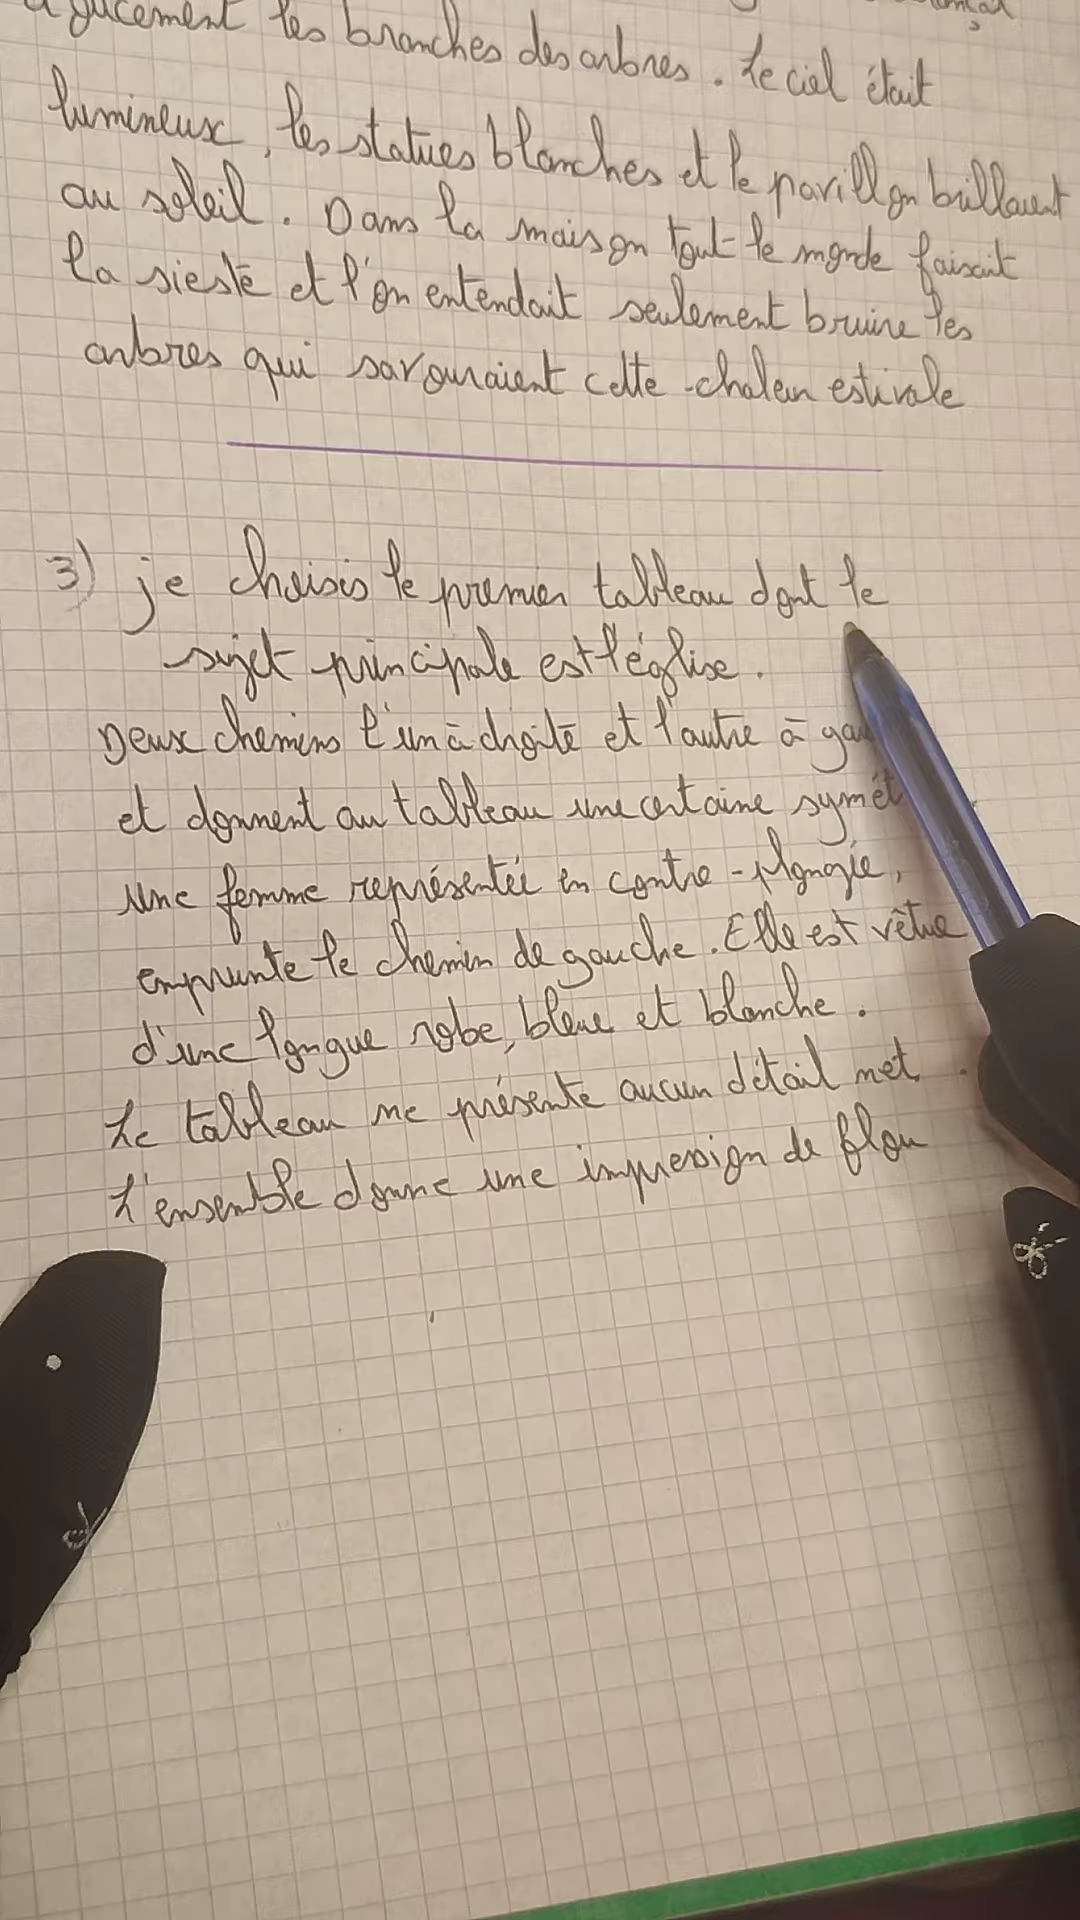 doucement les branches des arbres. Le ciel était
lumineux, les statues blanches et le pavillon brillaient
au soleil. Dans la maison tout le monde faisait
la sieste et l'on entendait seulement bruire les
arbres qui savouraient cette chaleur estivale
3) je choisis le premier tableau dont le
sujet principale est l'église.
Deux chemins l'un à droite et l'autre à
et donnent au tableau une certaine
une femme représentée en contre-plongée,
emprunte le chemin de gauche. Elle est vêtue
d'une longue robe, bleue et blanche.
Le tableau ne présente aucun détail net.
L'ensemble donne une impression de flou